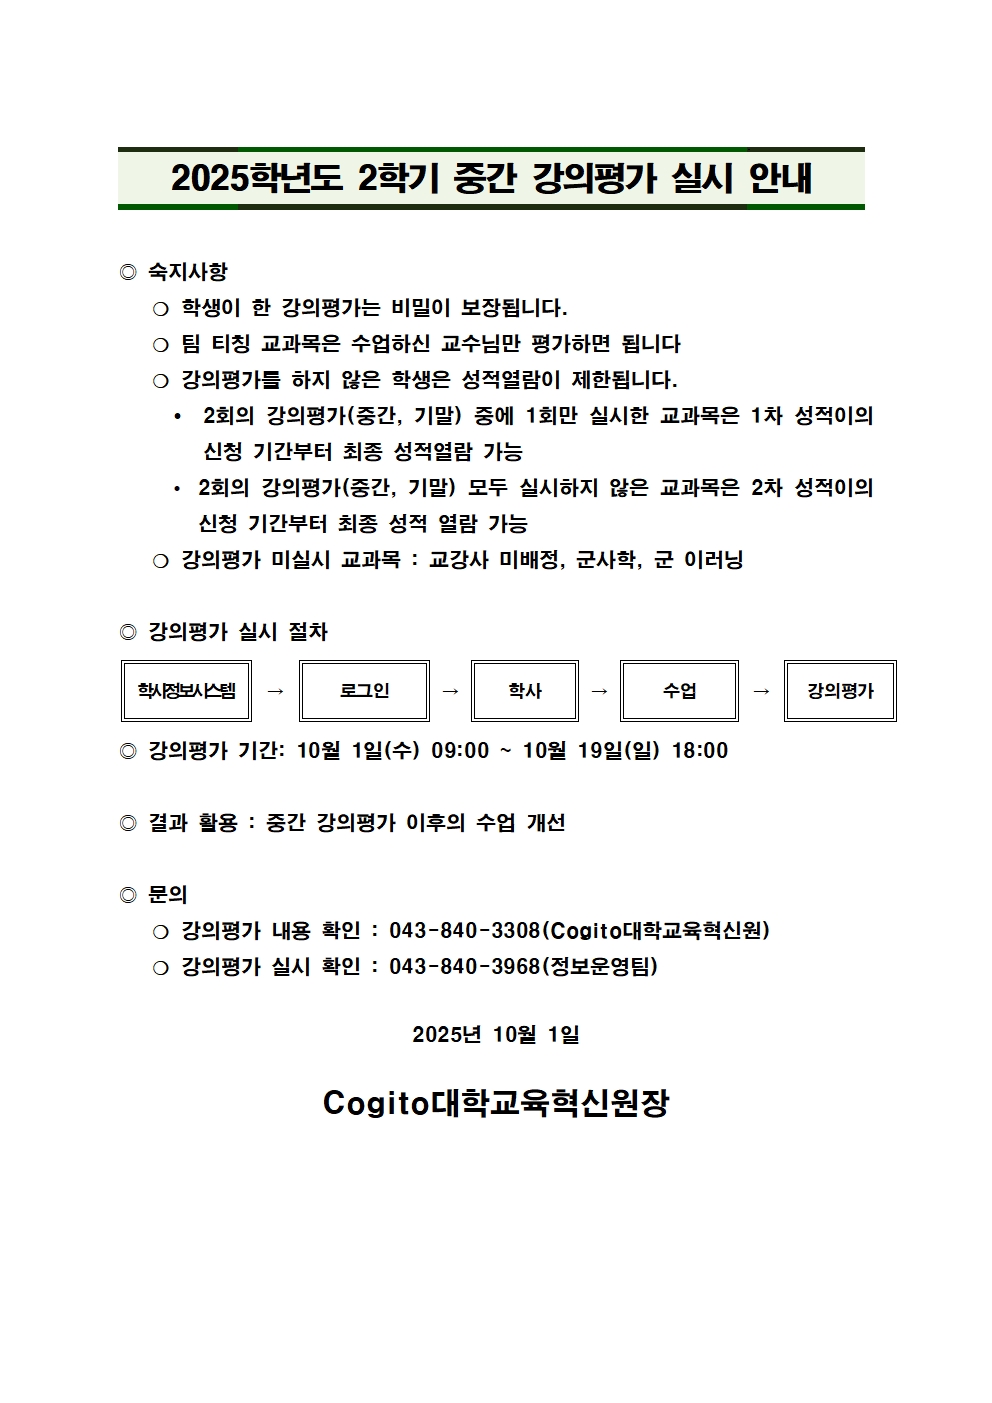 2025학년도 2학기 중간 강의평가 실시 안내
◎ 숙지사항
❍ 학생이 한 강의평가는 비밀이 보장됩니다.
❍ 팀 티칭 교과목은 수업하신 교수님만 평가하면 됩니다
❍ 강의평가를 하지 않은 학생은 성적열람이 제한됩니다.
• 2회의 강의평가(중간, 기말) 중에 1회만 실시한 교과목은 1차 성적이의
신청 기간부터 최종 성적열람 가능
• 2회의 강의평가(중간, 기말) 모두 실시하지 않은 교과목은 2차 성적이의
신청 기간부터 최종 성적 열람 가능
❍ 강의평가 미실시 교과목 : 교강사 미배정, 군사학, 군 이러닝
◎ 강의평가 실시 절차
학사정보시스템 → 로그인 → 학사 → 수업 → 강의평가
◎ 강의평가 기간: 10월 1일(수) 09:00 ~ 10월 19일(일) 18:00
◎ 결과 활용 : 중간 강의평가 이후의 수업 개선
◎ 문의
❍ 강의평가 내용 확인 : 043-840-3308(Cogito대학교육혁신원)
❍ 강의평가 실시 확인 : 043-840-3968(정보운영팀)
2025년 10월 1일
Cogito대학교육혁신원장